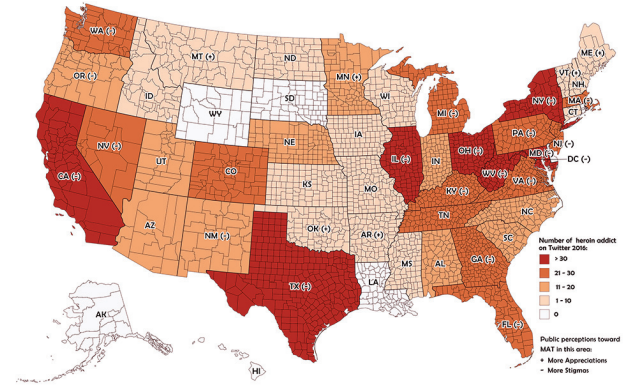 WA (-)
MT (+)
ND
MN (+)
ME (+)
VT (+)
NH
OR (-)
ID
SD
WI
MI (-)
NY (-)
MA (-)
CT
WY
IA
PA (-)
NJ (-)
NV (-)
UT
NE
IL (-)
IN
OH (-)
MD (-)
DC (-)
CA (-)
CO
KS
MO
KY (-)
WV (-)
VA (-)
AZ
NM (-)
OK (+)
AR (+)
TN
NC
SC
TX (-)
LA
MS
AL
GA (-)
FL (-)
AK
HI
Number of heroin addict
on Twitter 2016:
> 30
21 - 30
11 - 20
1 - 10
0
Public perceptions toward
MAT in this area:
+ More Appreciations
- More Stigmas